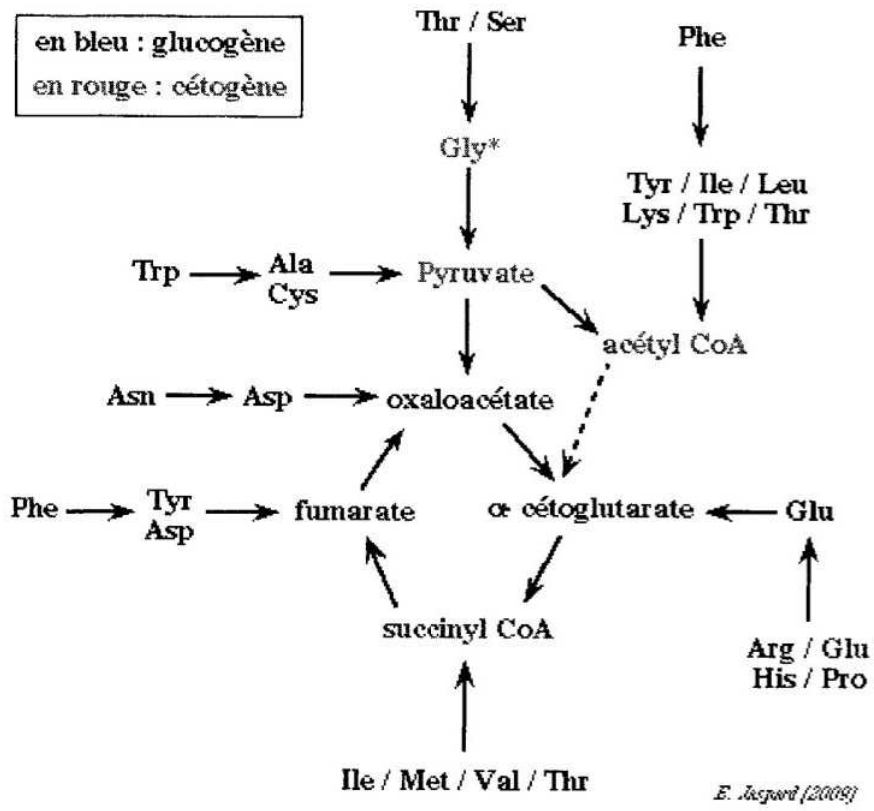 en bleu : glucogène
en rouge : cétogène
Thr / Ser
Phe
Gly*
Tyr / Ile / Leu
Lys / Trp / Thr
Trp
Ala
Cys
Pyruvate
acétyl CoA
Asn
Asp
oxaloacétate
Phe
Tyr
Asp
fumarate
α cétoglutarate
Glu
succinyl CoA
Arg / Glu
His / Pro
Ile / Met / Val / Thr
E. Jaspard (2009)